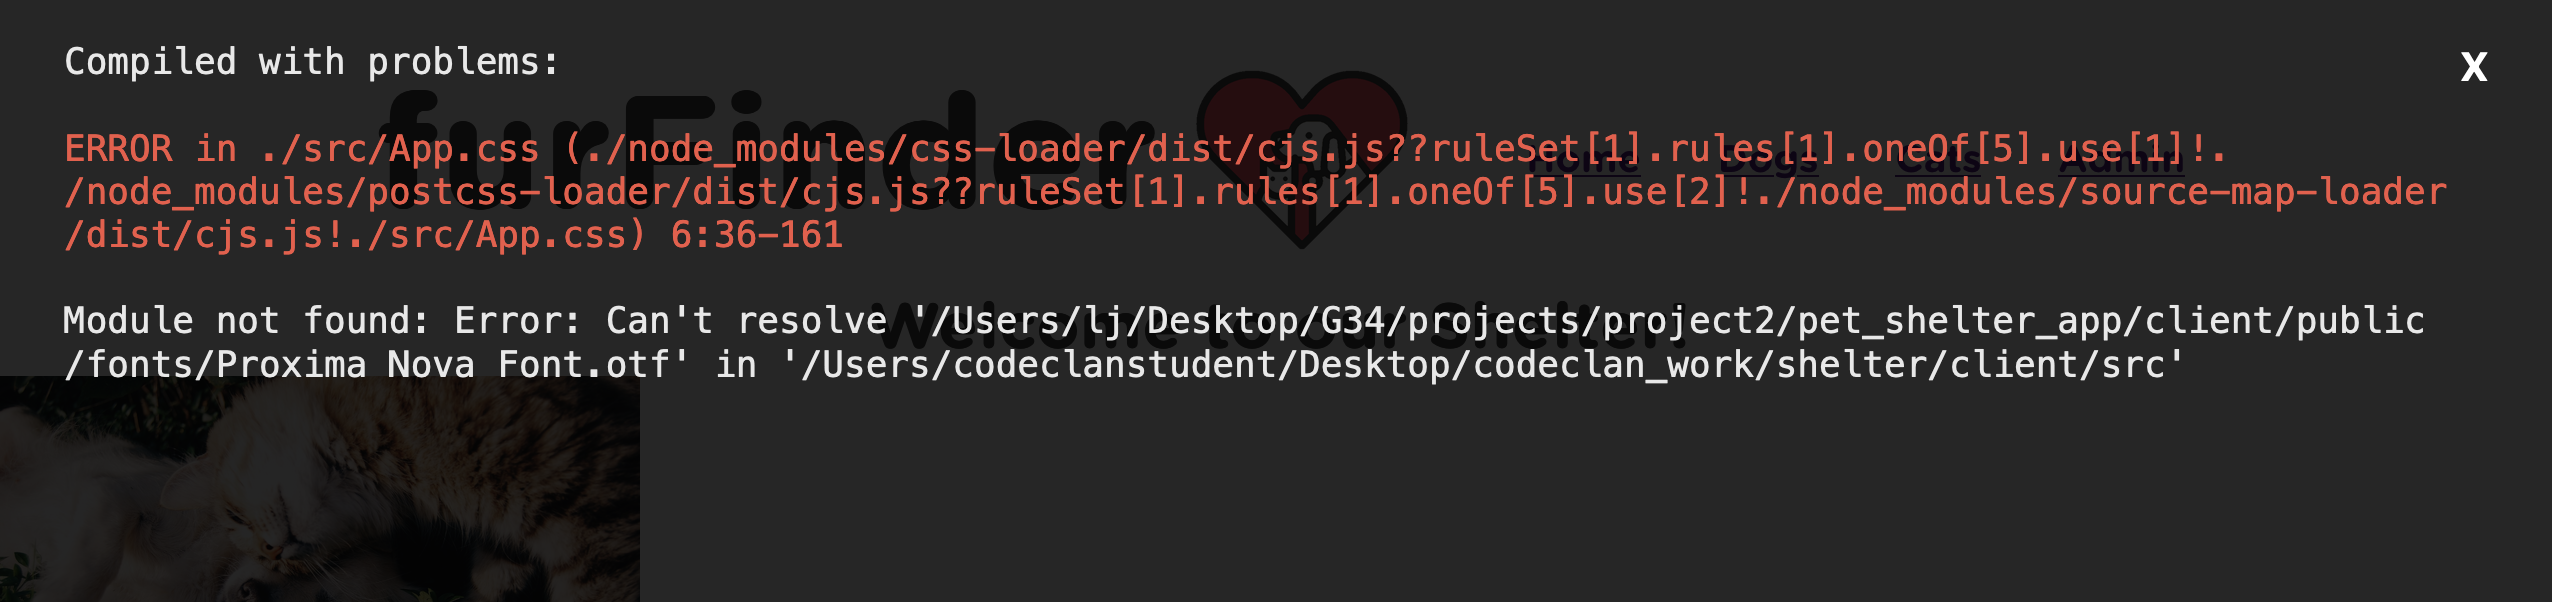 Compiled with problems:
X
furFinder
Home Dogs Cats Admin
ERROR in ./src/App.css (./node_modules/css-loader/dist/cjs.js??ruleSet[1].rules[1].oneOf[5].use[1]!.
/node_modules/postcss-loader/dist/cjs.js??ruleSet[1].rules[1].oneOf[5].use[2]!./node_modules/source-map-loader
/dist/cjs.js!./src/App.css) 6:36-161
Welcome to our Shelter!
Module not found: Error: Can't resolve '/Users/lj/Desktop/G34/projects/project2/pet_shelter_app/client/public
/fonts/Proxima Nova Font.otf' in '/Users/codeclanstudent/Desktop/codeclan_work/shelter/client/src'